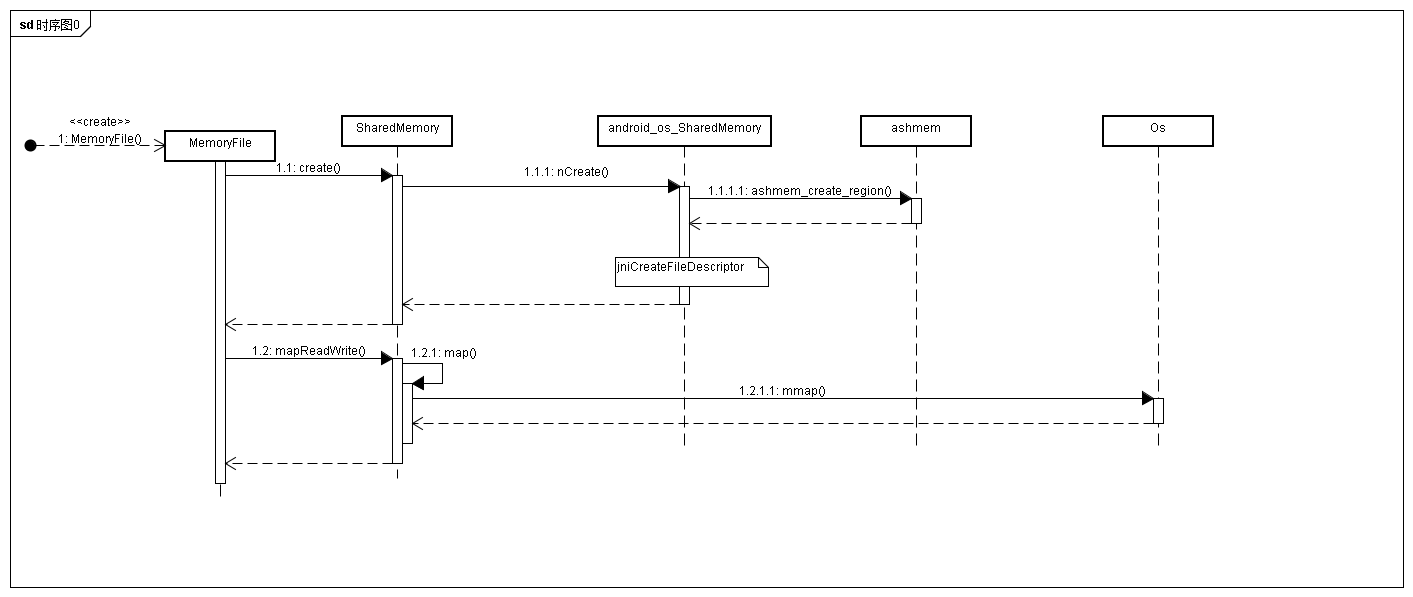 sd 时序图0
<<create>>
1: MemoryFile()
MemoryFile
SharedMemory
android_os_SharedMemory
ashmem
Os
1.1: create()
1.1.1: nCreate()
1.1.1.1: ashmem_create_region()
jniCreateFileDescriptor
1.2: mapReadWrite()
1.2.1: map()
1.2.1.1: mmap()